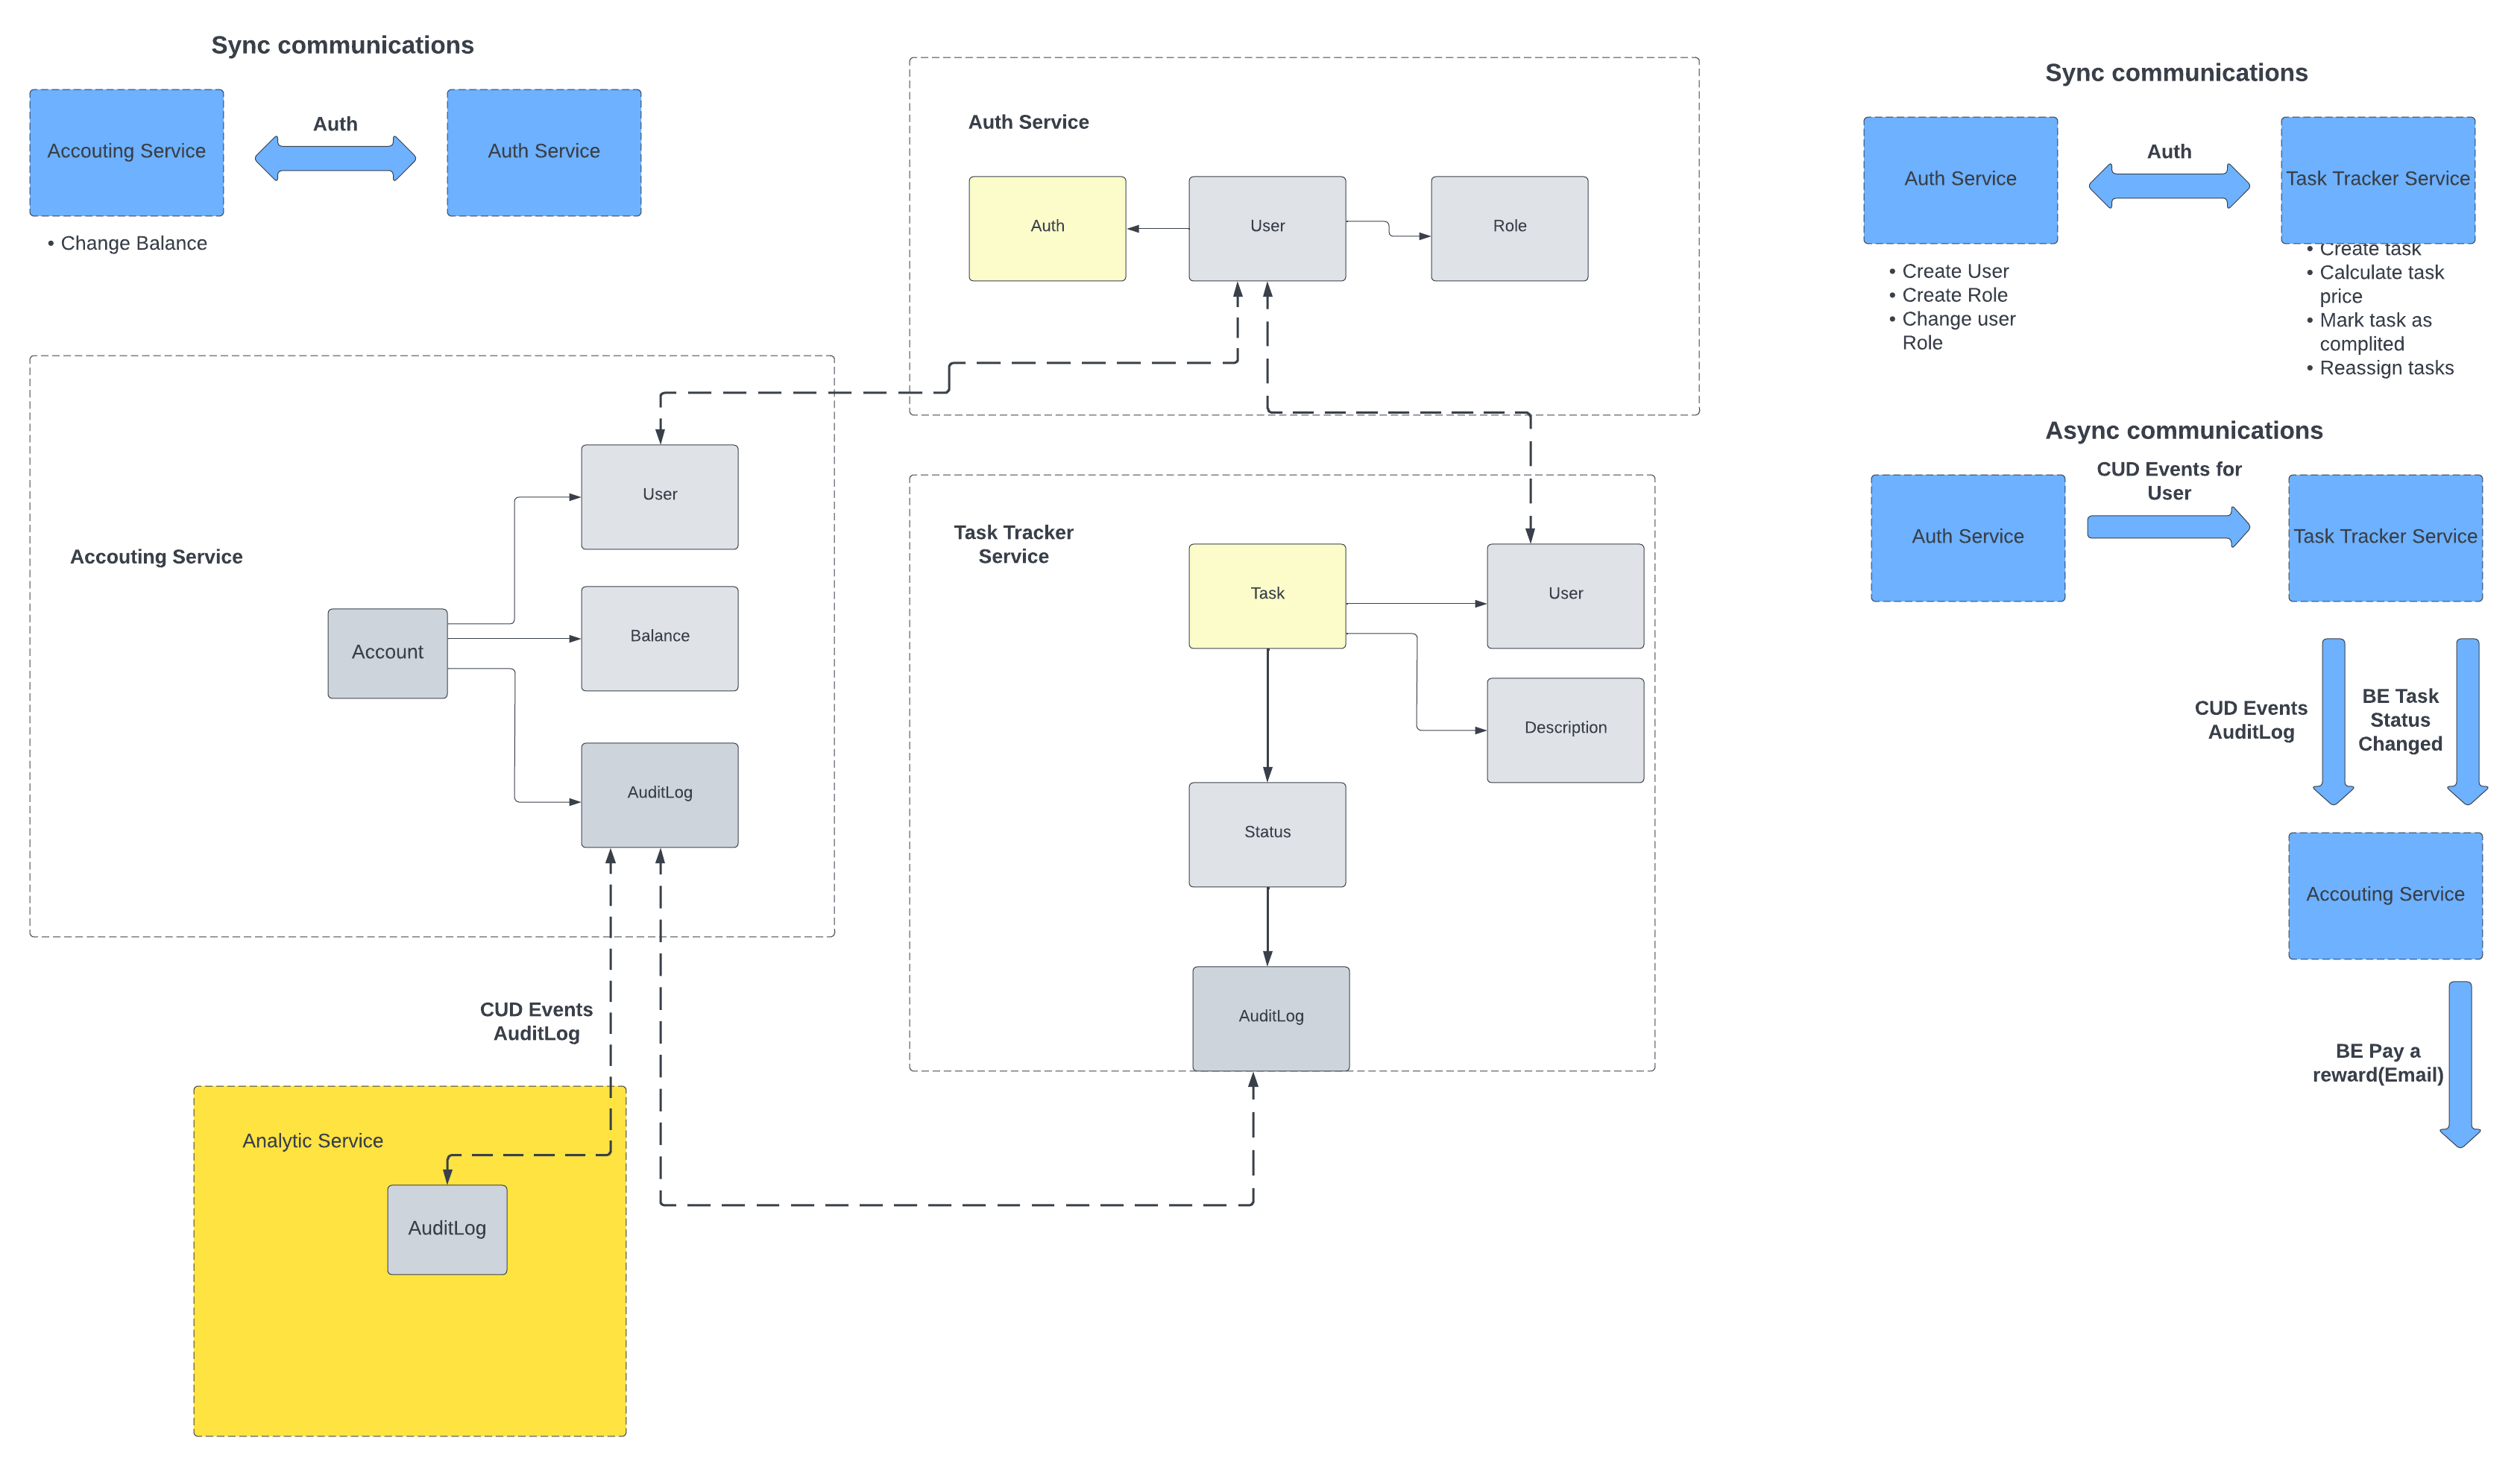 Sync communications
Accouting Service
Auth
Auth Service
• Change Balance
Auth Service
Auth
User
Role
Sync communications
Auth Service
Auth
Task Tracker Service
• Create User
• Create Role
• Change user
Role
• Create task
• Calculate task
price
• Mark task as
complited
• Reassign tasks
Accouting Service
User
Account
Balance
AuditLog
Task Tracker
Service
Task
User
Description
Status
AuditLog
Async communications
Auth Service
CUD Events for
User
Task Tracker Service
CUD Events
AuditLog
BE Task
Status
Changed
Accouting Service
BE Pay a
reward(Email)
CUD Events
AuditLog
Analytic Service
AuditLog